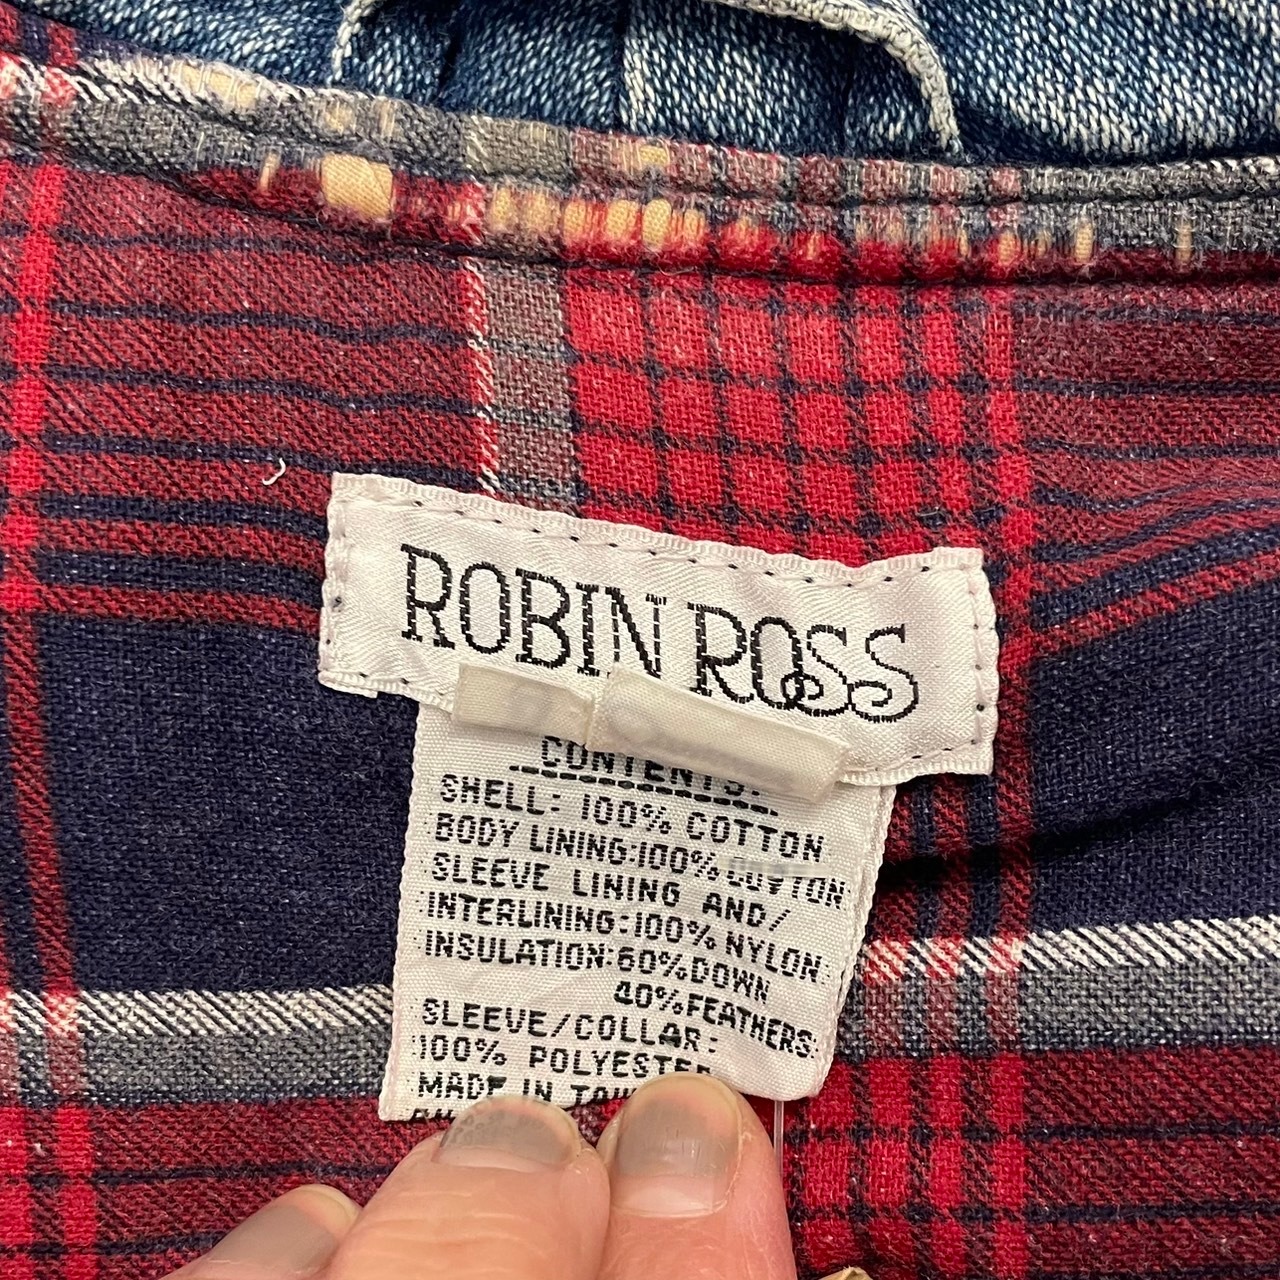 ROBIN ROSS
CONTENTS:
SHELL: 100% COTTON
BODY LINING:100% COTTON
SLEEVE LINING AND/
INTERLINING:100% NYLON
INSULATION:60% DOWN
40% FEATHERS
SLEEVE/COLLAR:
100% POLYESTER
MADE IN